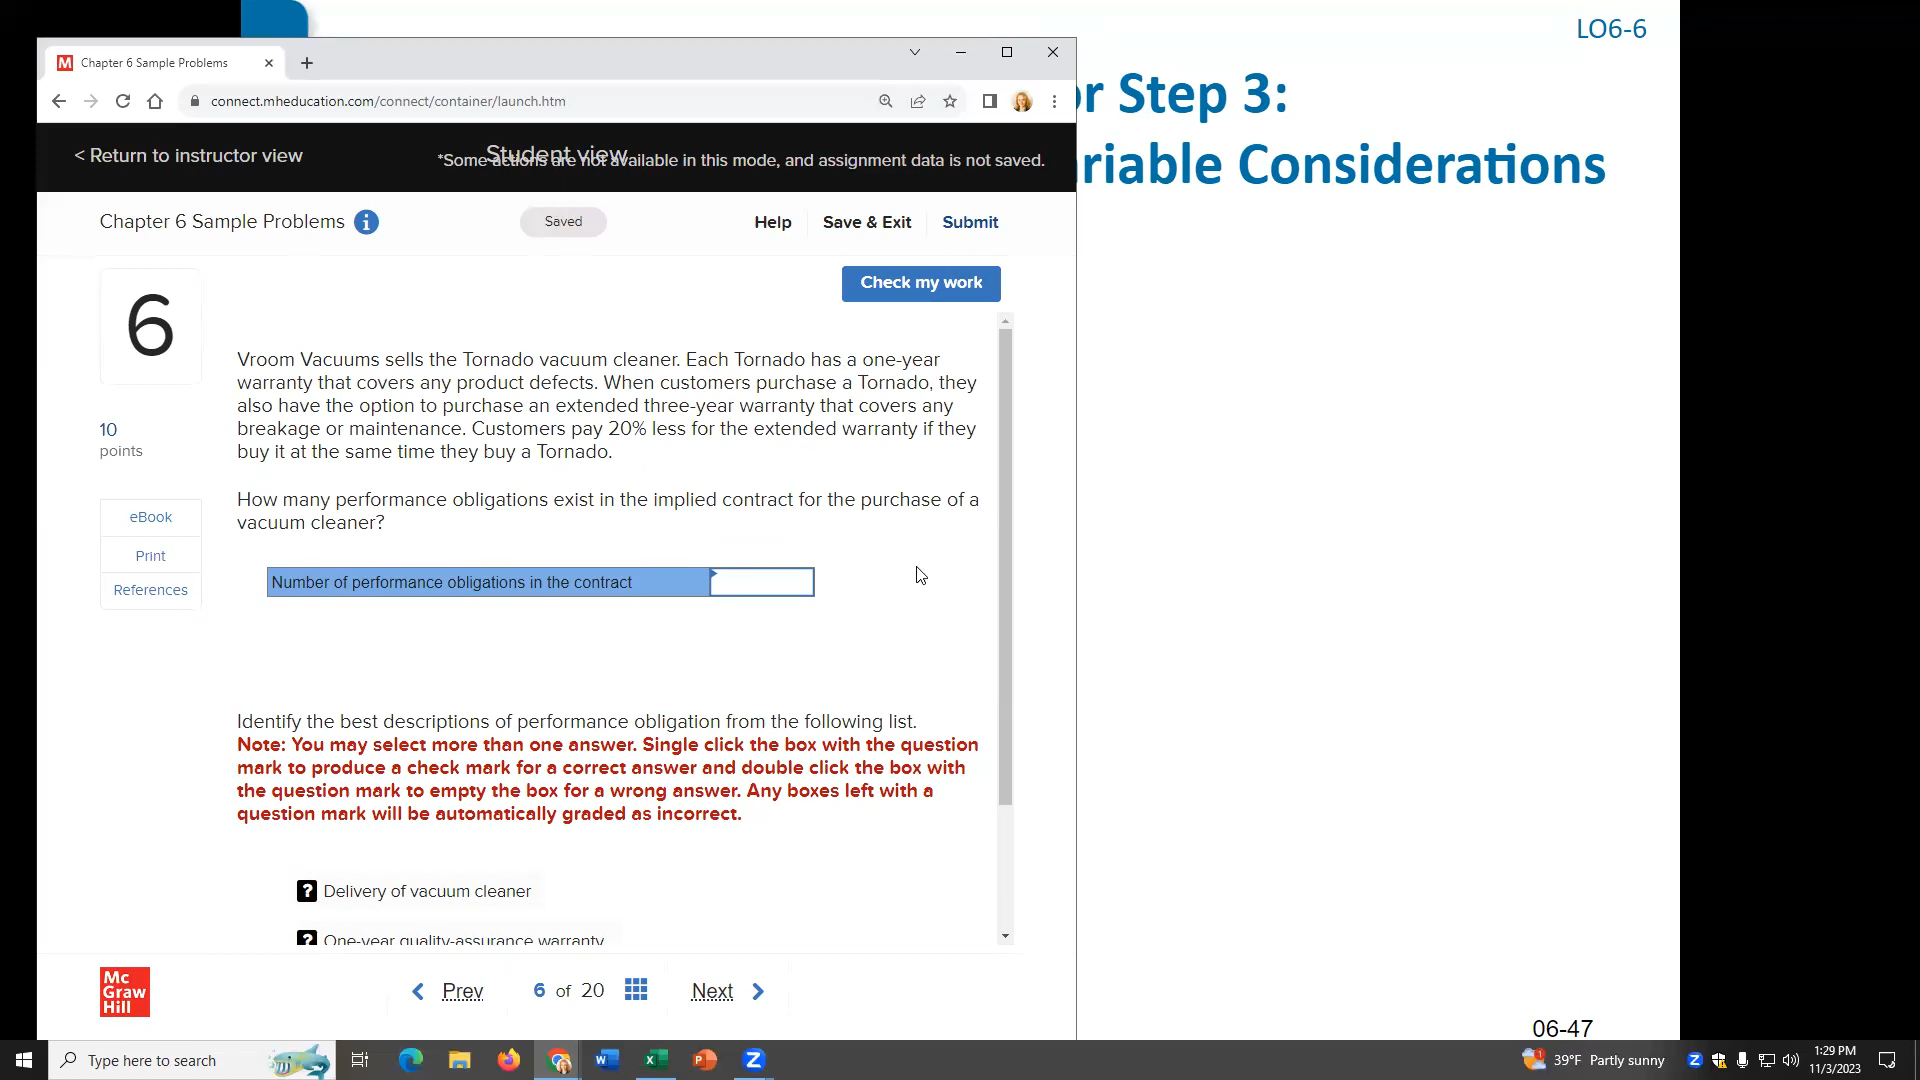 LO6-6
Chapter 6 Sample Problems
connect.mheducation.com/connect/container/launch.htm
or Step 3:
ariable Considerations
< Return to instructor view
Student view
*Some actions are not available in this mode, and assignment data is not saved.
Chapter 6 Sample Problems
Saved
Help
Save & Exit
Submit
Check my work
6
10
points
eBook
Print
References
Vroom Vacuums sells the Tornado vacuum cleaner. Each Tornado has a one-year
warranty that covers any product defects. When customers purchase a Tornado, they
also have the option to purchase an extended three-year warranty that covers any
breakage or maintenance. Customers pay 20% less for the extended warranty if they
buy it at the same time they buy a Tornado.
How many performance obligations exist in the implied contract for the purchase of a
vacuum cleaner?
Number of performance obligations in the contract
Identify the best descriptions of performance obligation from the following list.
Note: You may select more than one answer. Single click the box with the question
mark to produce a check mark for a correct answer and double click the box with
the question mark to empty the box for a wrong answer. Any boxes left with a
question mark will be automatically graded as incorrect.
? Delivery of vacuum cleaner
? One-year quality-assurance warranty
Mc
Graw
Hill
Prev
6 of 20
Next
06-47
Type here to search
39°F Partly sunny
1:29 PM
11/3/2023